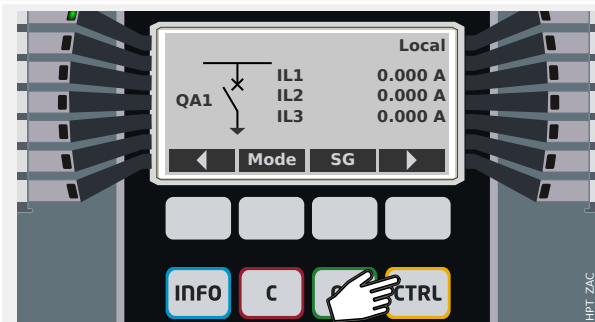 Local
IL1 0.000 A
QA1 IL2 0.000 A
IL3 0.000 A
Mode SG
INFO C CTRL
HPT ZAC